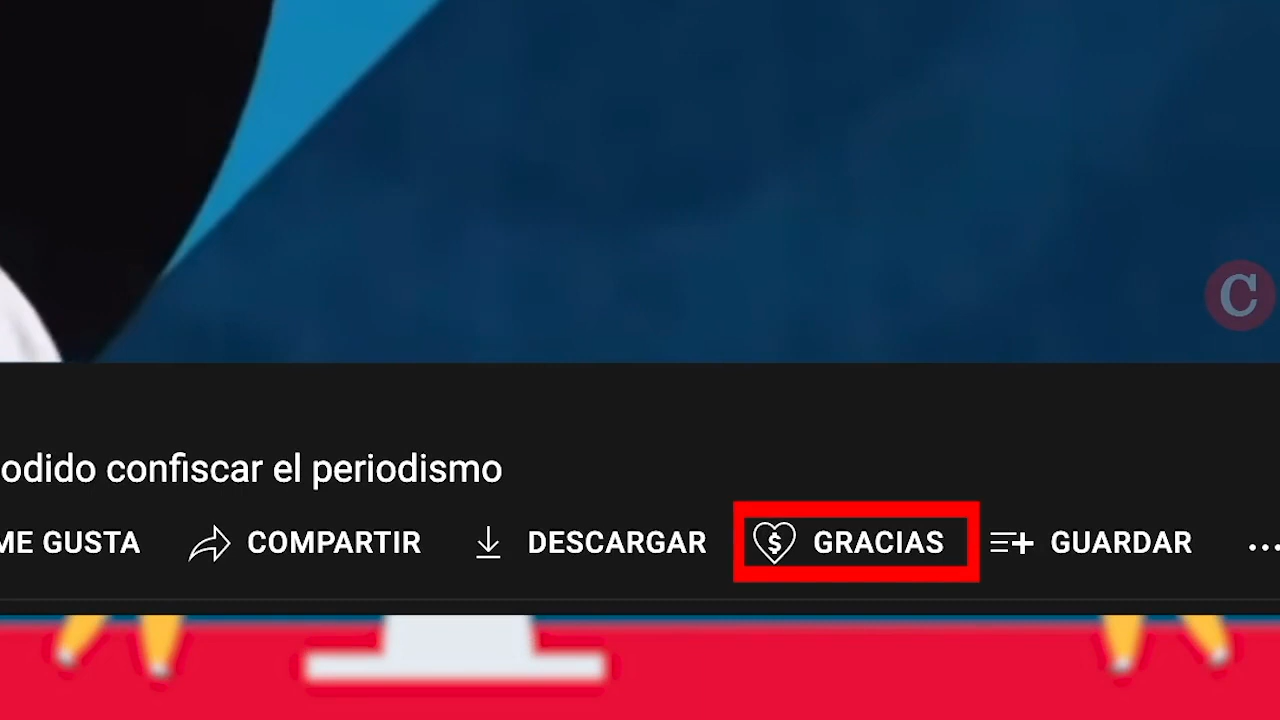 C
odido confiscar el periodismo
ME GUSTA COMPARTIR DESCARGAR $ GRACIAS GUARDAR ...